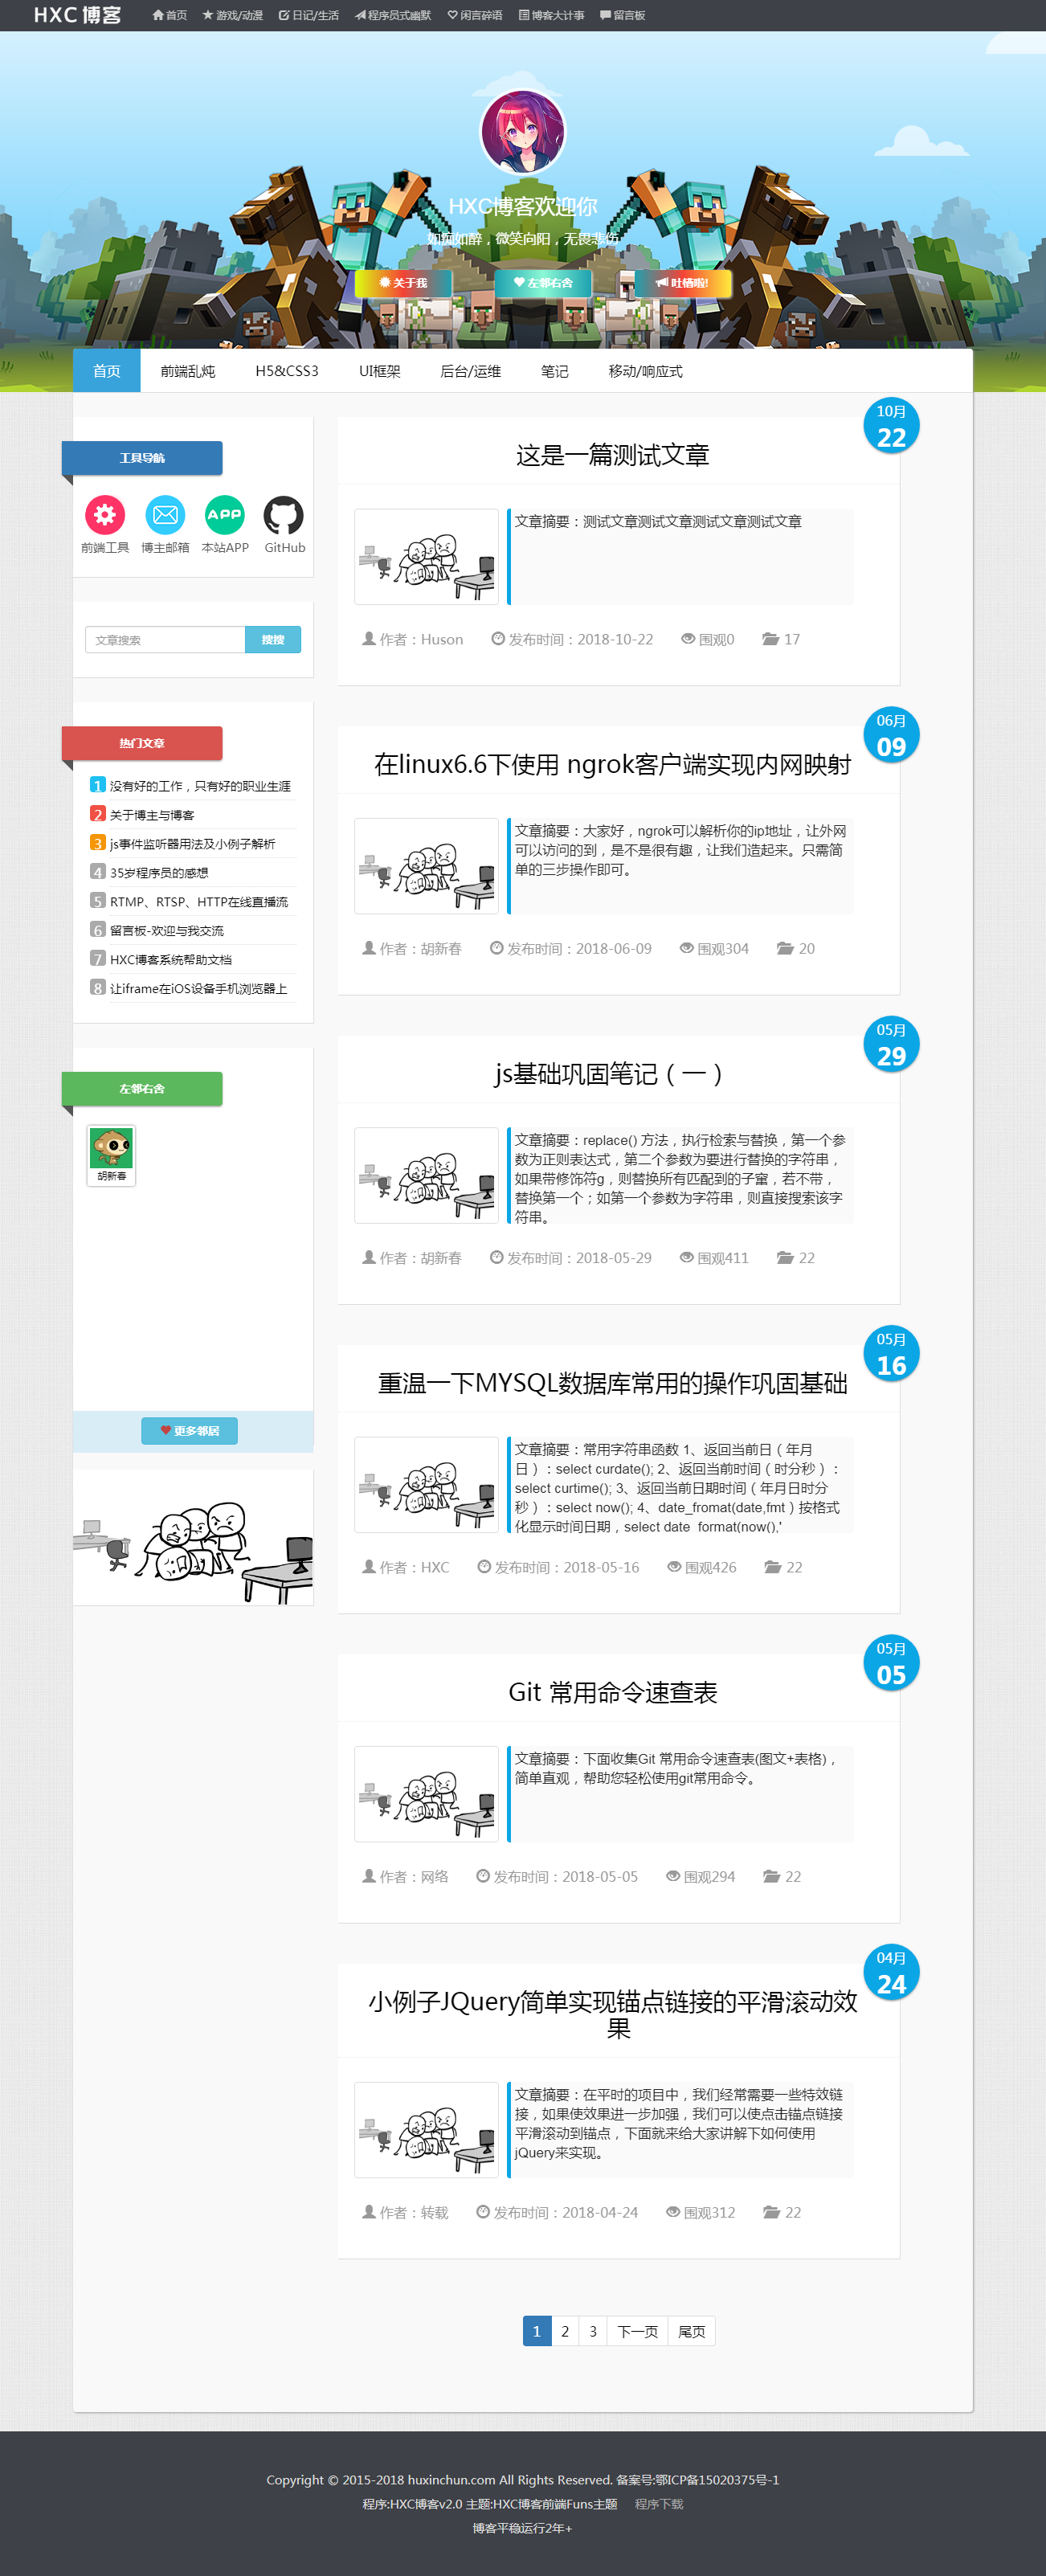 HXC 博客
首页 游戏/动漫 日记/生活 程序员式幽默 闲言碎语 博客大计事 留言板
HXC博客欢迎你
如痴如醉，微笑向阳，无畏悲伤
关于我 左邻右舍 吐槽啦!
首页 前端乱炖 H5&CSS3 UI框架 后台/运维 笔记 移动/响应式
工具导航
APP
前端工具 博主邮箱 本站APP GitHub
文章搜索 搜搜
热门文章
1 没有好的工作，只有好的职业生涯
2 关于博主与博客
3 js事件监听器用法及小例子解析
4 35岁程序员的感想
5 RTMP、RTSP、HTTP在线直播流
6 留言板-欢迎与我交流
7 HXC博客系统帮助文档
8 让iframe在iOS设备手机浏览器上
左邻右舍
胡新春
更多邻居
10月
22
这是一篇测试文章
文章摘要：测试文章测试文章测试文章测试文章
作者：Huson 发布时间：2018-10-22 围观0 17
06月
09
在linux6.6下使用 ngrok客户端实现内网映射
文章摘要：大家好，ngrok可以解析你的ip地址，让外网
可以访问的到，是不是很有趣，让我们造起来。只需简
单的三步操作即可。
作者：胡新春 发布时间：2018-06-09 围观304 20
05月
29
js基础巩固笔记（一）
文章摘要：replace() 方法，执行检索与替换，第一个参
数为正则表达式，第二个参数为要进行替换的字符串，
如果带修饰符g，则替换所有匹配到的子窜，若不带，
替换第一个；如第一个参数为字符串，则直接搜索该字
符串。
作者：胡新春 发布时间：2018-05-29 围观411 22
05月
16
重温一下MYSQL数据库常用的操作巩固基础
文章摘要：常用字符串函数 1、返回当前日（年月
日）：select curdate(); 2、返回当前时间（时分秒）：
select curtime(); 3、返回当前日期时间（年月日时分
秒）：select now(); 4、date_fromat(date,fmt）按格式
化显示时间日期，select date_format(now(),'
作者：HXC 发布时间：2018-05-16 围观426 22
05月
05
Git 常用命令速查表
文章摘要：下面收集Git 常用命令速查表(图文+表格)，
简单直观，帮助您轻松使用git常用命令。
作者：网络 发布时间：2018-05-05 围观294 22
04月
24
小例子JQuery简单实现锚点链接的平滑滚动效
果
文章摘要：在平时的项目中，我们经常需要一些特效链
接，如果使效果进一步加强，我们可以使点击锚点链接
平滑滚动到锚点，下面就来给大家讲解下如何使用
jQuery来实现。
作者：转载 发布时间：2018-04-24 围观312 22
1 2 3 下一页 尾页
Copyright © 2015-2018 huxinchun.com All Rights Reserved. 备案号:鄂ICP备15020375号-1
程序:HXC博客v2.0 主题:HXC博客前端Funs主题 程序下载
博客平稳运行2年+